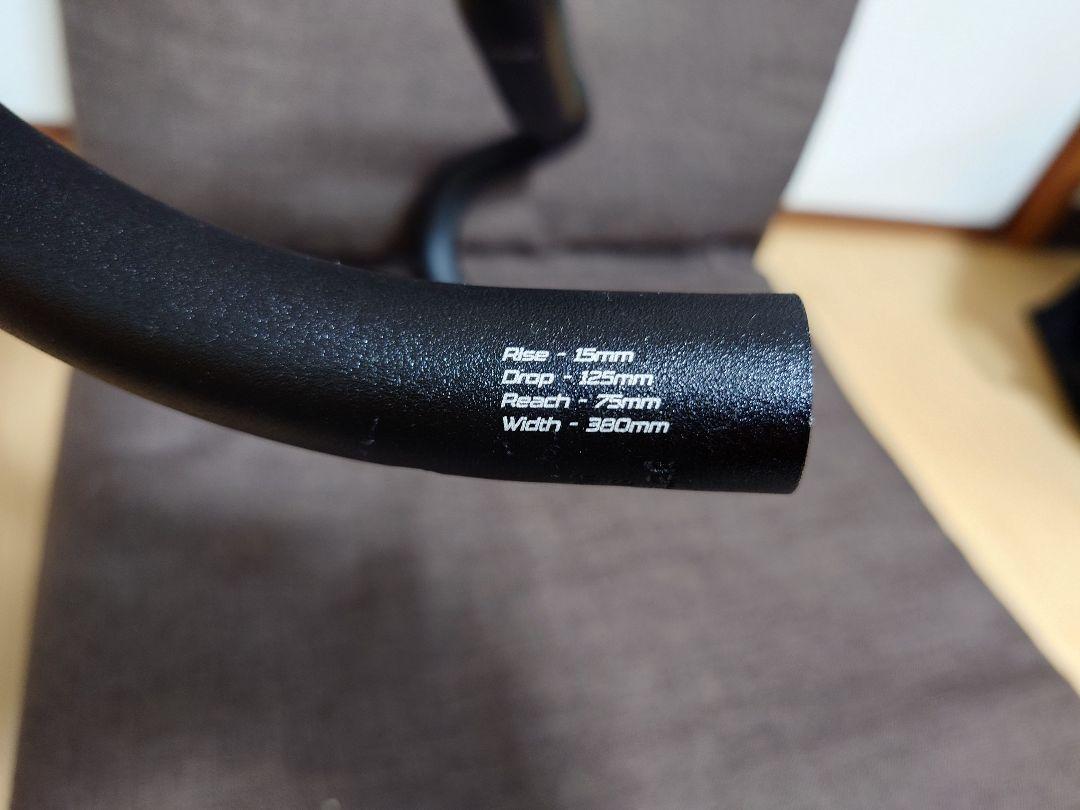 Rise - 15mm
Drop - 125mm
Reach - 75mm
Width - 380mm